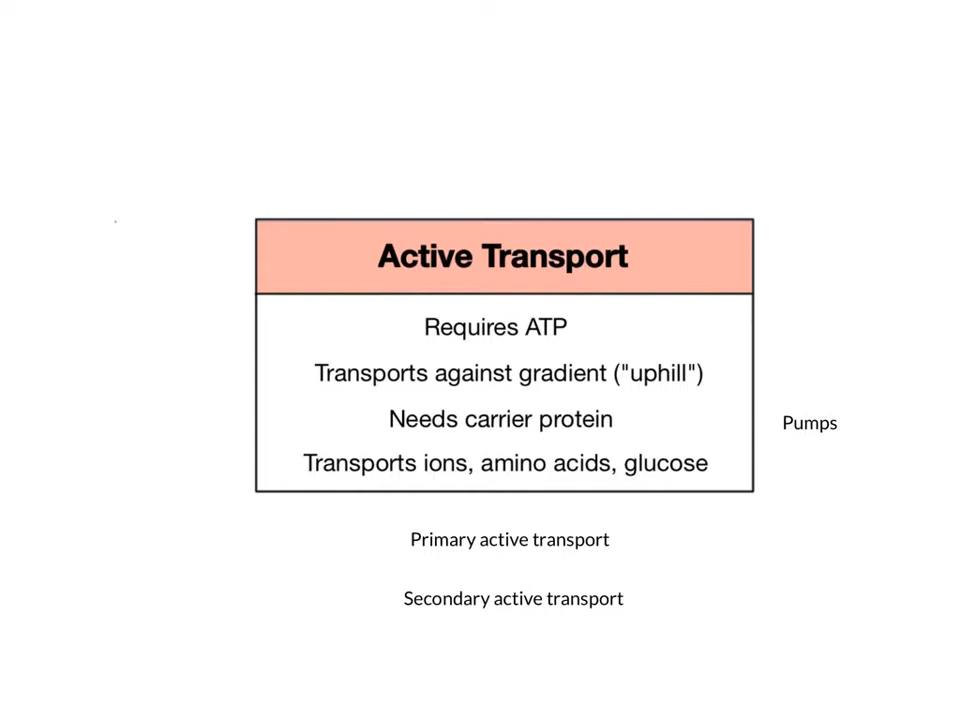 Active Transport
Requires ATP
Transports against gradient ("uphill")
Needs carrier protein
Pumps
Transports ions, amino acids, glucose
Primary active transport
Secondary active transport